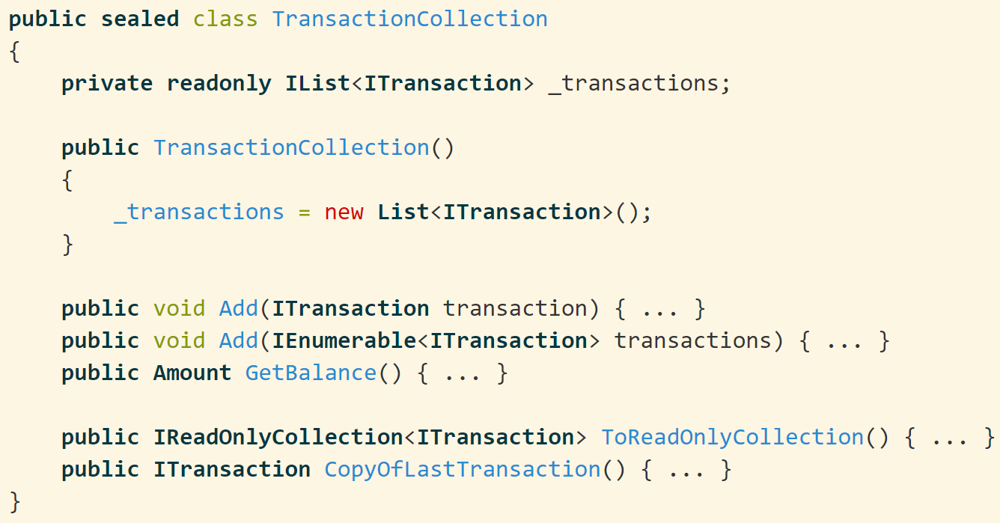 public sealed class TransactionCollection
{
    private readonly IList<ITransaction> _transactions;

    public TransactionCollection()
    {
        _transactions = new List<ITransaction>();
    }

    public void Add(ITransaction transaction) { ... }
    public void Add(IEnumerable<ITransaction> transactions) { ... }
    public Amount GetBalance() { ... }

    public IReadOnlyCollection<ITransaction> ToReadOnlyCollection() { ... }
    public ITransaction CopyOfLastTransaction() { ... }
}